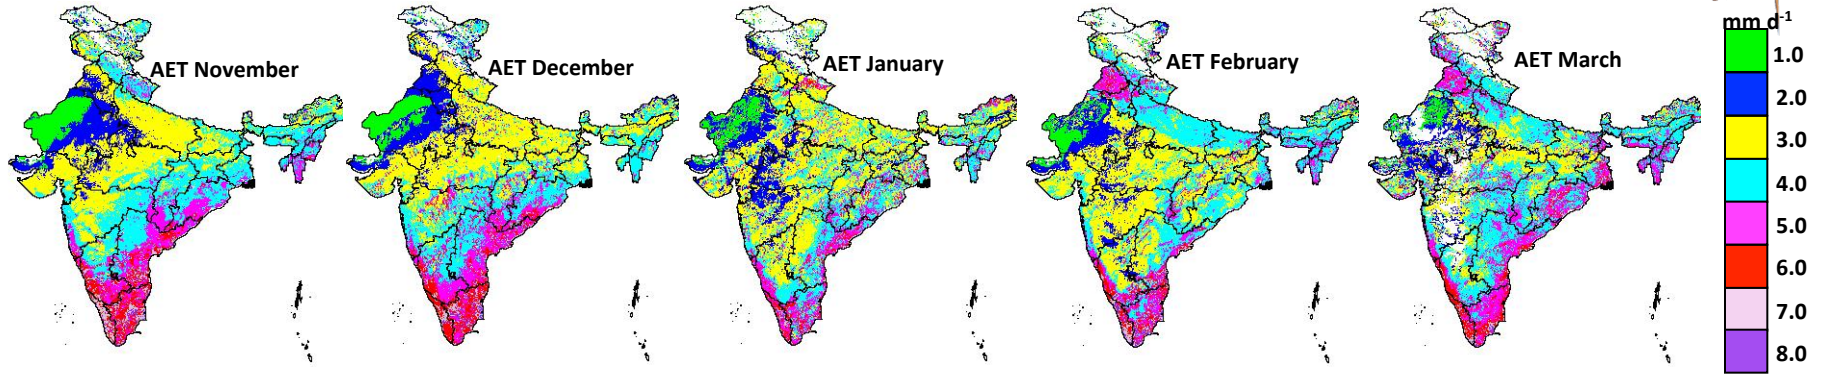 AET November
AET December
AET January
AET February
AET March
mm d-1
1.0
2.0
3.0
4.0
5.0
6.0
7.0
8.0